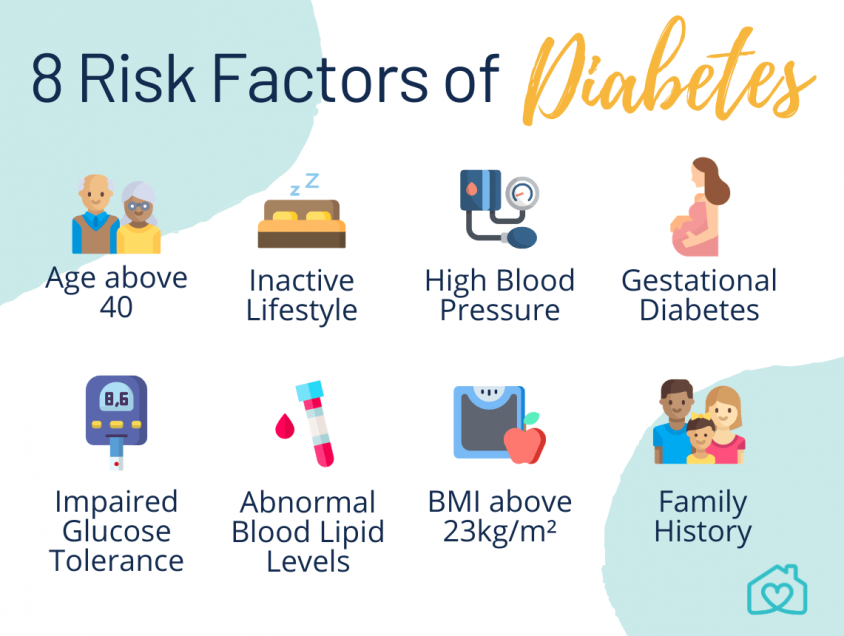 8 Risk Factors of Diabetes
z Z
Age above
40
Inactive
Lifestyle
High Blood
Pressure
Gestational
Diabetes
8,6
Impaired
Glucose
Tolerance
Abnormal
Blood Lipid
Levels
BMI above
23kg/m²
Family
History